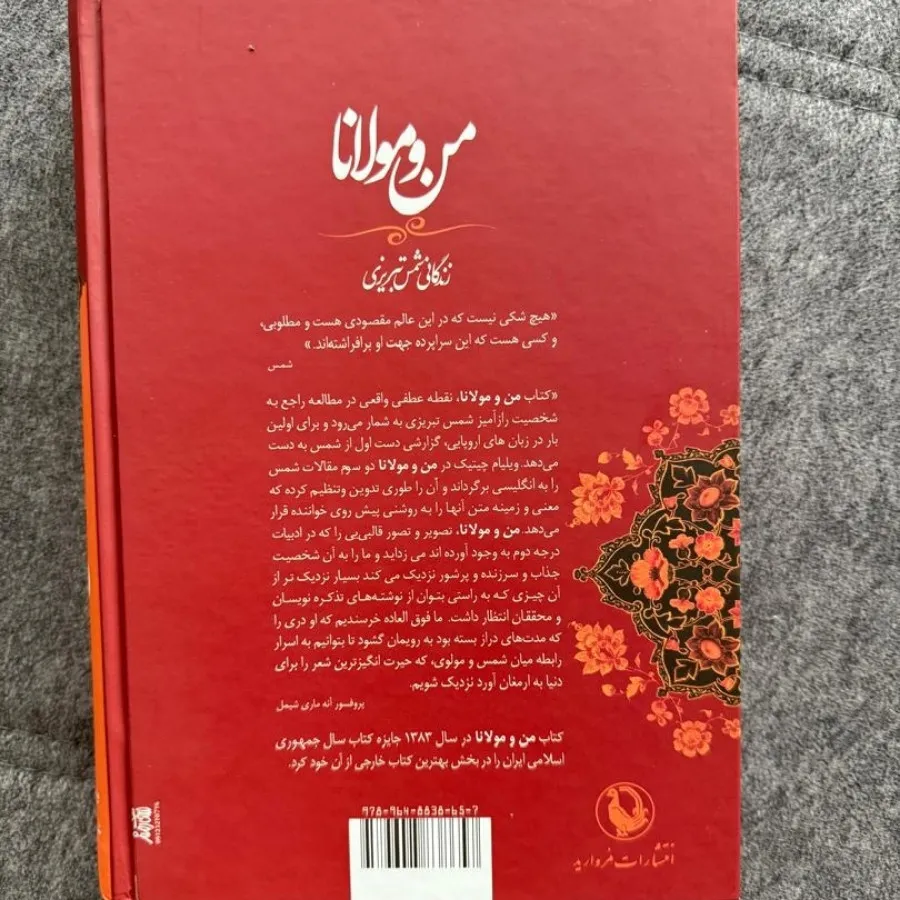 من و مولانا
زندگانی شمس تبریزی
«هیچ شکی نیست که در این عالم مقصودی هست و مطلوبی،
و کسی هست که این سراپرده جهت او برافراشته‌اند.»
شمس
«کتاب من و مولانا، نقطه عطفی واقعی در مطالعه راجع به
شخصیت رازآمیز شمس تبریزی به شمار می‌رود و برای اولین
بار در زبان های اروپایی، گزارشی دست اول از شمس به دست
می‌دهد. ویلیام چیتیک در من و مولانا دو سوم مقالات شمس
را به انگلیسی برگرداند و آن را طوری تدوین وتنظیم کرده که
معنی و زمینه متن آنها را به روشنی پیش روی خواننده قرار
می‌دهد. من و مولانا، تصویر و تصور قالبی‌یی را که در ادبیات
درجه دوم به وجود آورده اند می زداید و ما را به آن شخصیت
جذاب و سرزنده و پرشور نزدیک می کند بسیار نزدیک تر از
آن چیزی که به راستی بتوان از نوشته‌های تذکره نویسان
و محققان انتظار داشت. ما فوق العاده خرسندیم که او دری را
که مدت‌های دراز بسته بود به رویمان گشود تا بتوانیم به اسرار
رابطه میان شمس و مولوی، که حیرت انگیزترین شعر را برای
دنیا به ارمغان آورد نزدیک شویم.
پروفسور آنه ماری شیمل
کتاب من و مولانا در سال ۱۳۸۳ جایزه کتاب سال جمهوری
اسلامی ایران را در بخش بهترین کتاب خارجی از آن خود کرد.
978-964-8838-65-7
انتشارات مروارید